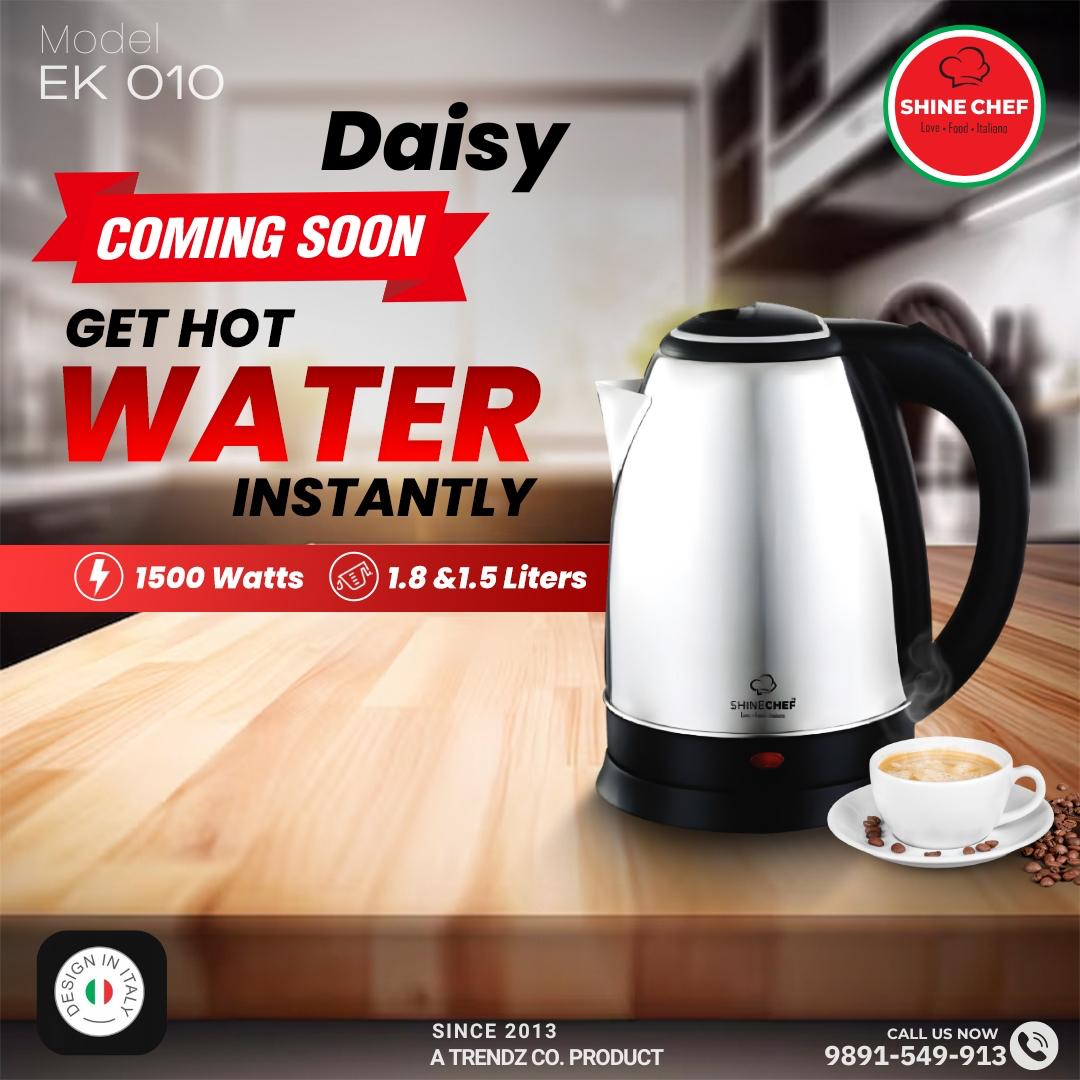 Model
EK 010
SHINE CHEF
Love • Food • Italiano
Daisy
COMING SOON
GET HOT
WATER
INSTANTLY
1500 Watts
1.8 &1.5 Liters
SHINECHEF
DESIGN IN ITALY
SINCE 2013
A TRENDZ CO. PRODUCT
CALL US NOW
9891-549-913